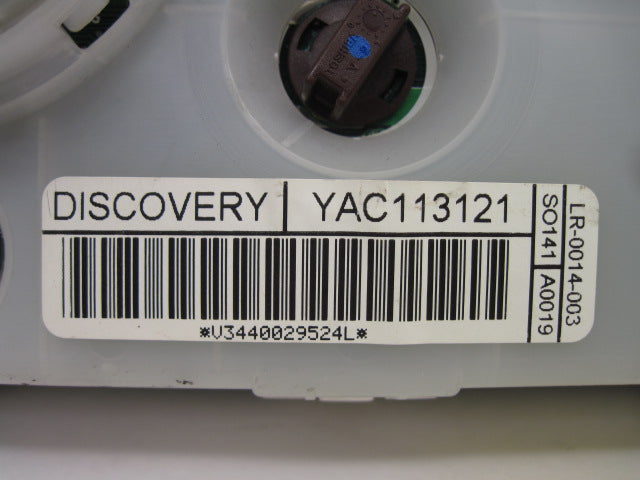 DISCOVERY YAC113121
*V3440029524L*
SO141 A0019
LR-0014-003